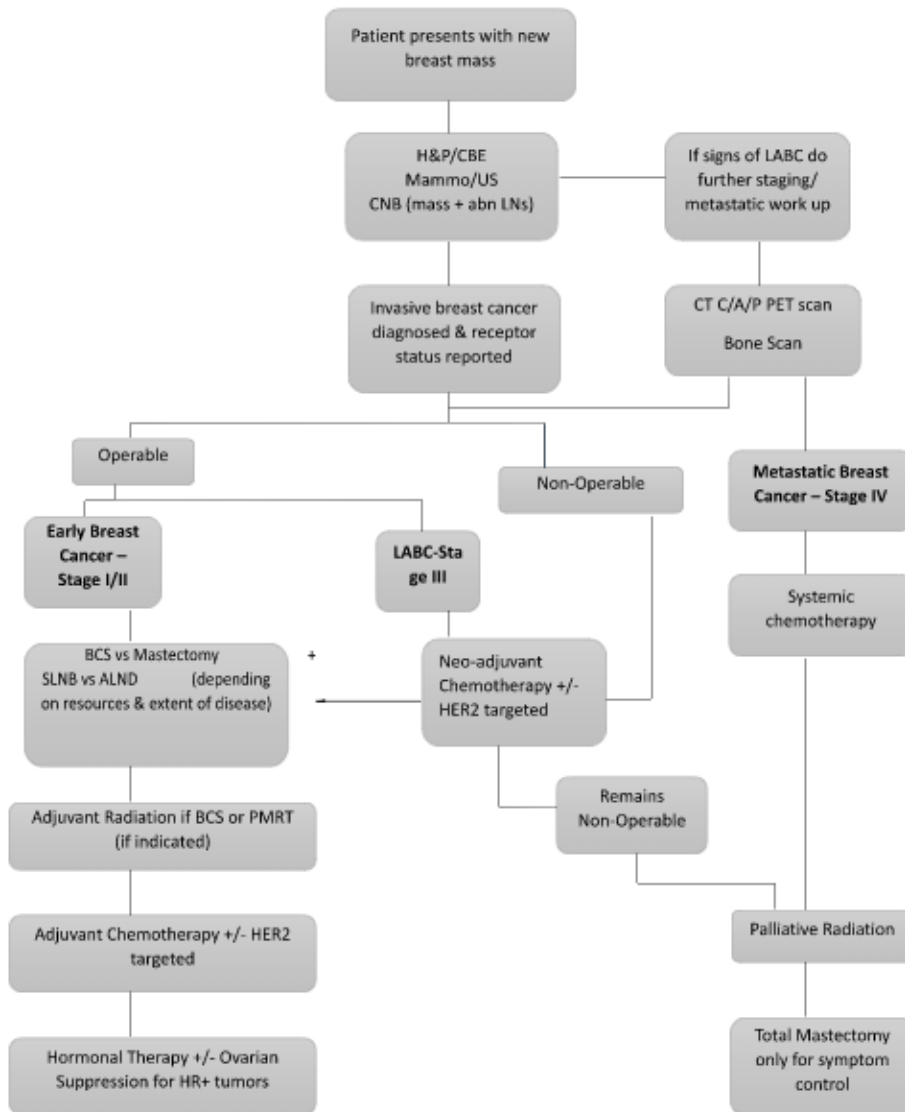 Patient presents with new
breast mass
H&P/CBE
Mammo/US
CNB (mass + abn LNs)
If signs of LABC do
further staging/
metastatic work up
Invasive breast cancer
diagnosed & receptor
status reported
CT C/A/P PET scan
Bone Scan
Operable
Non-Operable
Metastatic Breast
Cancer – Stage IV
Early Breast
Cancer –
Stage I/II
LABC-Sta
ge III
Systemic
chemotherapy
BCS vs Mastectomy +
SLNB vs ALND (depending
on resources & extent of disease)
Neo-adjuvant
Chemotherapy +/-
HER2 targeted
Remains
Non-Operable
Adjuvant Radiation if BCS or PMRT
(if indicated)
Adjuvant Chemotherapy +/- HER2
targeted
Palliative Radiation
Hormonal Therapy +/- Ovarian
Suppression for HR+ tumors
Total Mastectomy
only for symptom
control